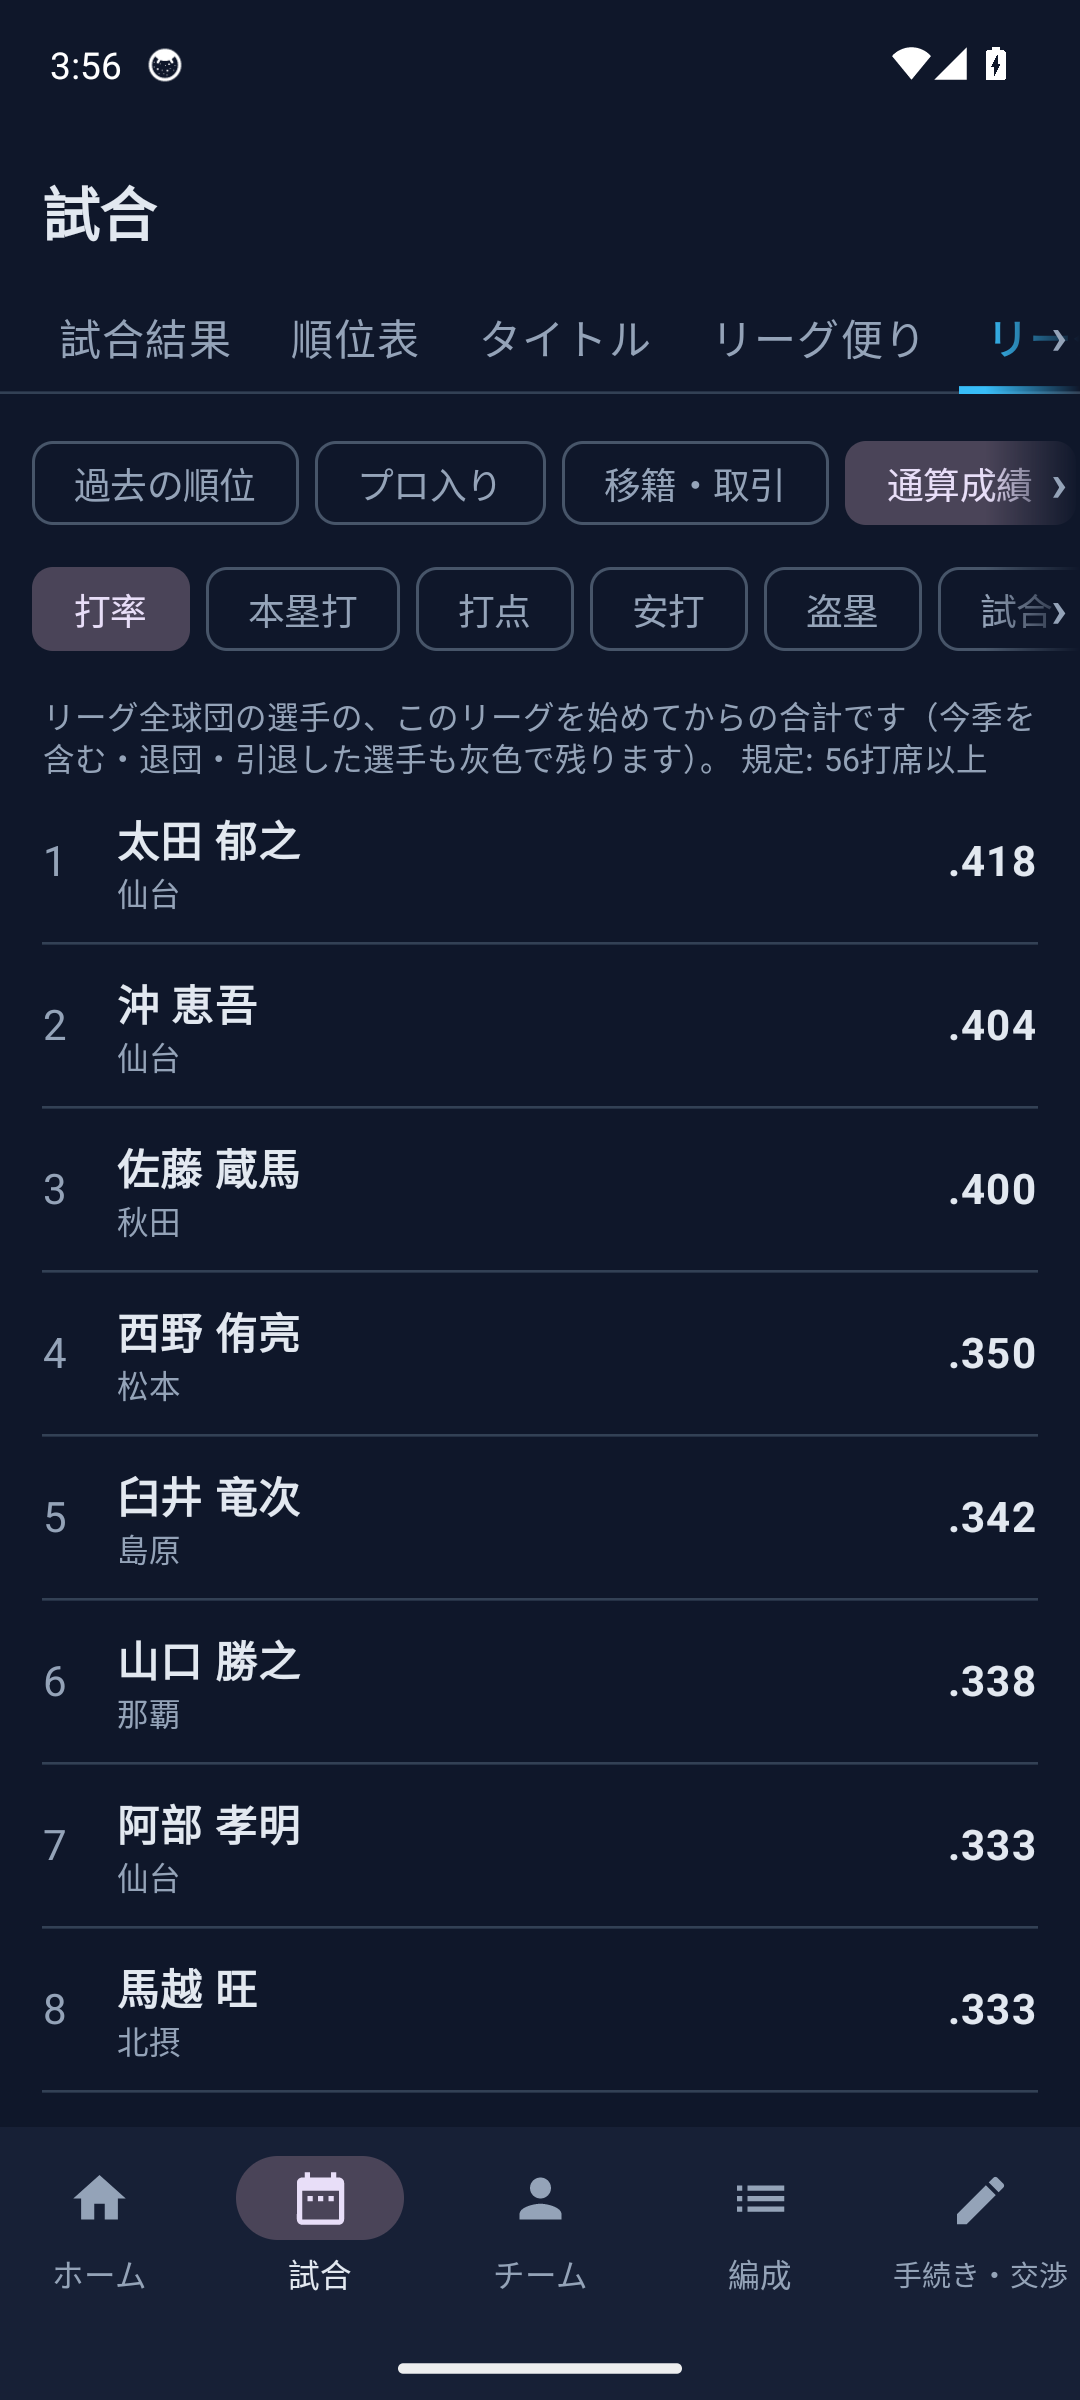 3:56
試合
試合結果 順位表 タイトル リーグ便り リー
過去の順位 プロ入り 移籍・取引 通算成績
打率 本塁打 打点 安打 盗塁 試合
リーグ全球団の選手の、このリーグを始めてからの合計です（今季を
含む・退団・引退した選手も灰色で残ります）。 規定: 56打席以上
1 太田 郁之 .418
仙台
2 沖 恵吾 .404
仙台
3 佐藤 蔵馬 .400
秋田
4 西野 侑亮 .350
松本
5 臼井 竜次 .342
島原
6 山口 勝之 .338
那覇
7 阿部 孝明 .333
仙台
8 馬越 旺 .333
北摂
ホーム 試合 チーム 編成 手続き・交渉